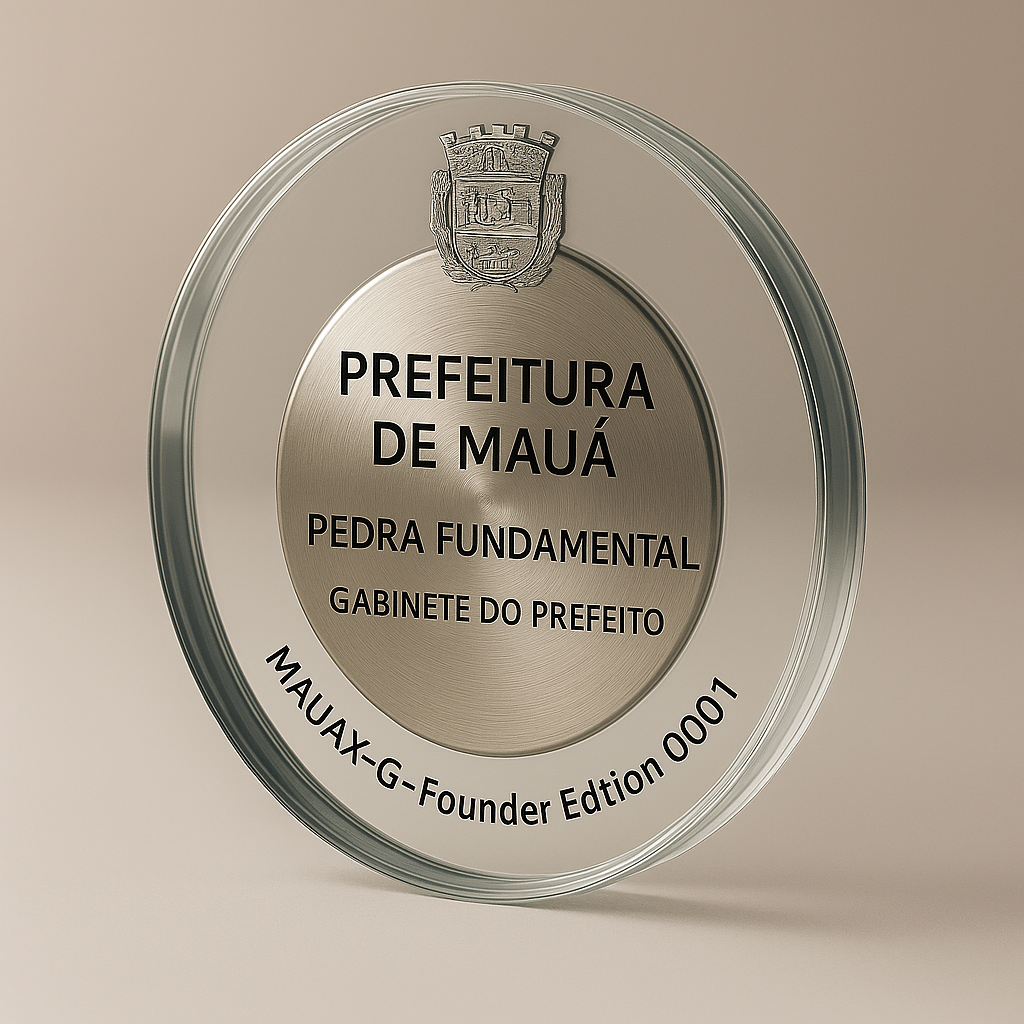 PREFEITURA
DE MAUÁ
PEDRA FUNDAMENTAL
GABINETE DO PREFEITO
MAUAX-G-Founder Edtion 0001